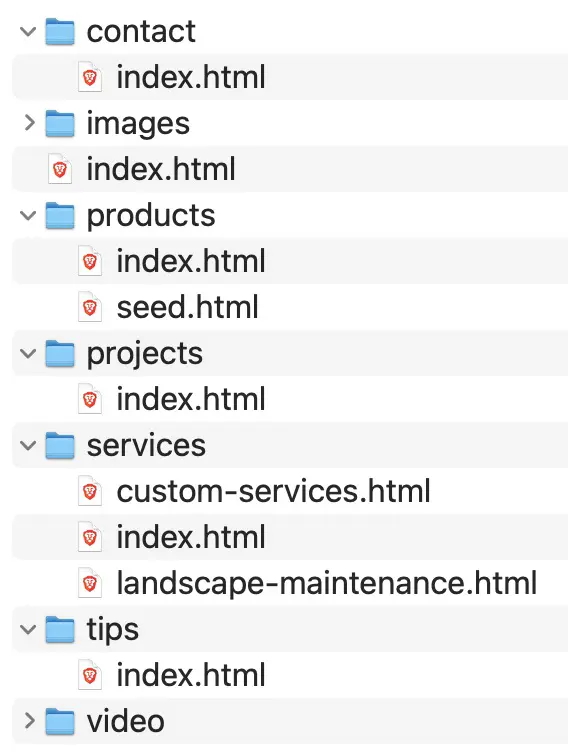 contact
index.html
images
index.html
products
index.html
seed.html
projects
index.html
services
custom-services.html
index.html
landscape-maintenance.html
tips
index.html
video